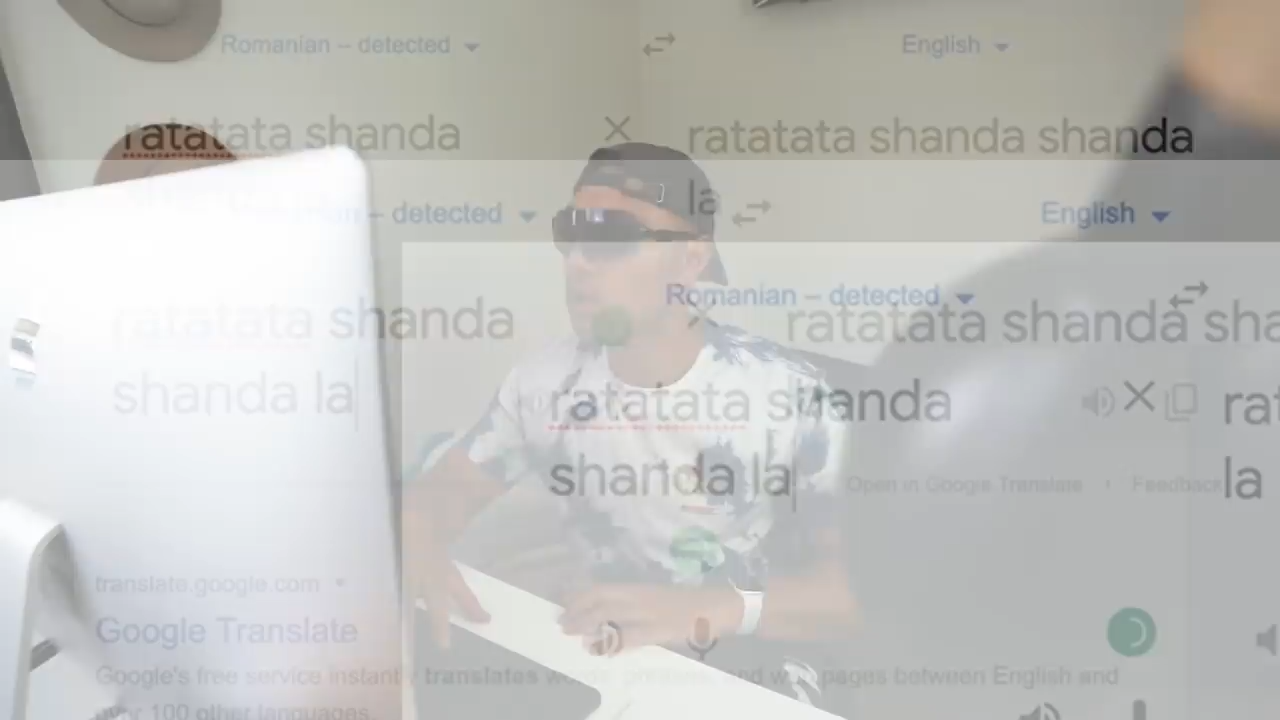 Romanian – detected English
ratatata shanda ratatata shanda shanda
la
– detected English
Romanian – detected
ratatata shanda ratatata shanda
shanda la
ratatata shanda
shanda la la
Open in Google Translate • Feedback
translate.google.com
Google Translate
Google's free service instantly translates words, phrases, and web pages between English and
over 100 other languages.